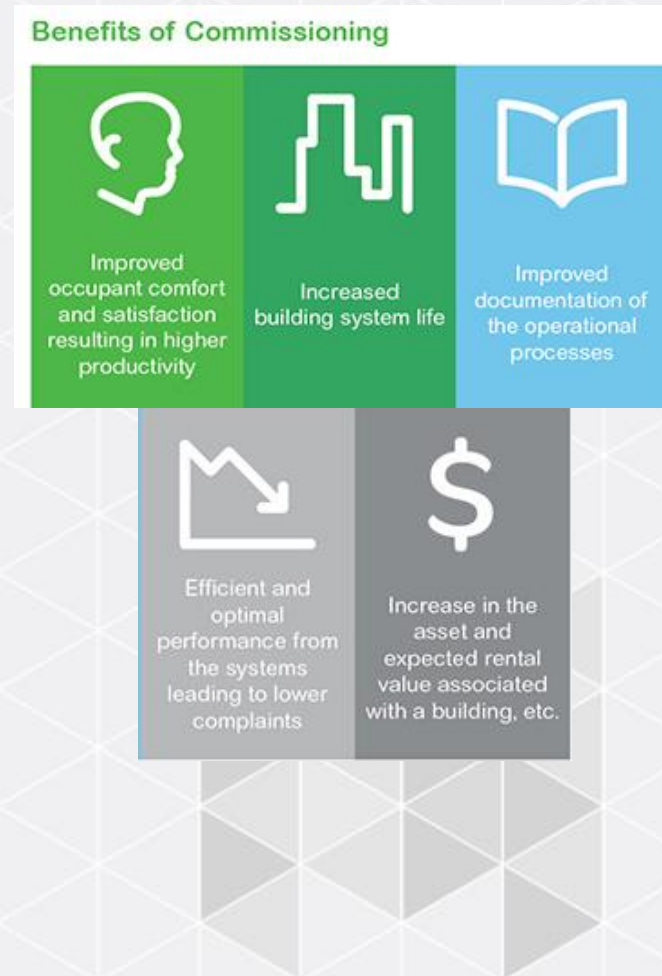 Benefits of Commissioning
Improved
occupant comfort
and satisfaction
resulting in higher
productivity
Increased
building system life
Improved
documentation of
the operational
processes
Efficient and
optimal
performance from
the systems
leading to lower
complaints
$
Increase in the
asset and
expected rental
value associated
with a building, etc.